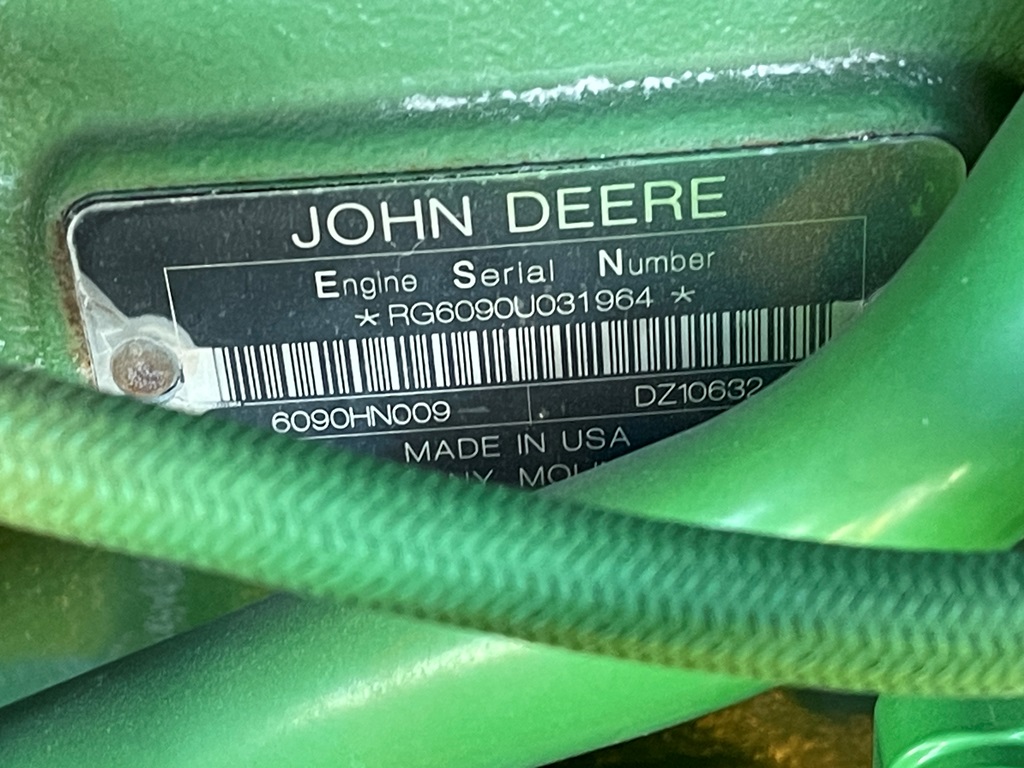 JOHN DEERE
Engine Serial Number
*RG6090U031964*
6090HN009 DZ10632
MADE IN USA